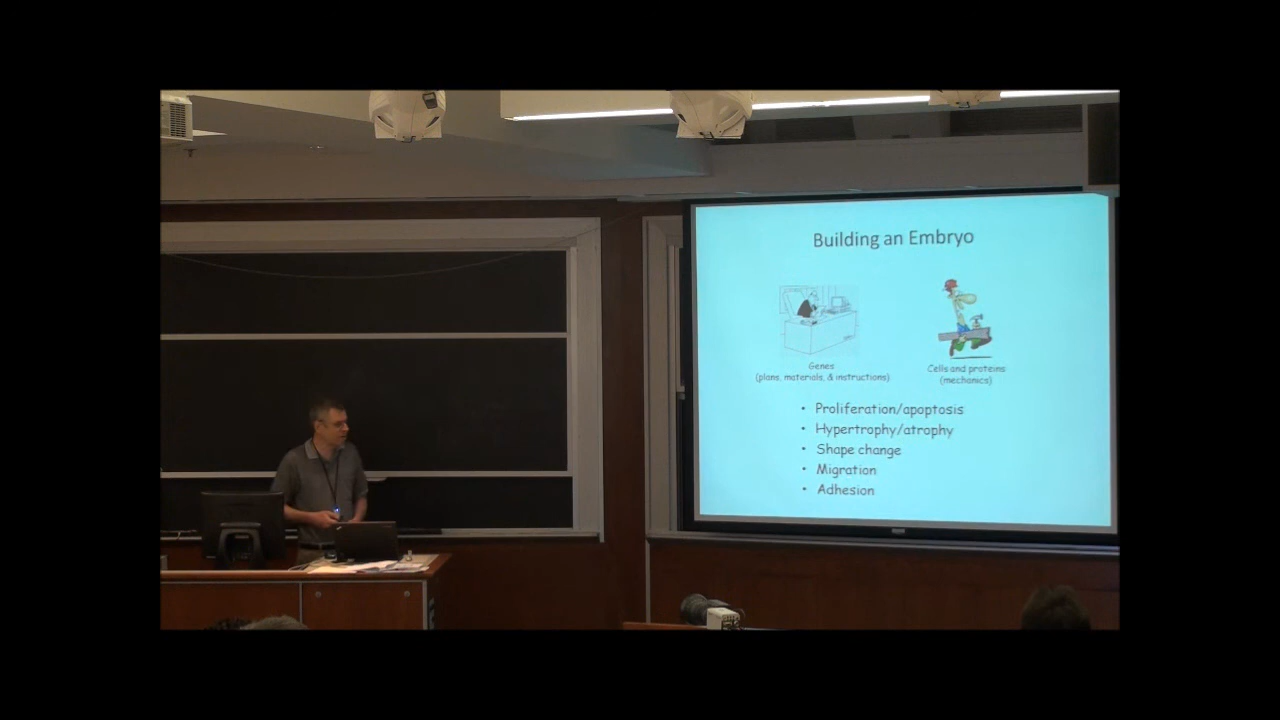 Building an Embryo
Genes
(plans, materials, & instructions)
Cells and proteins
(mechanics)
• Proliferation/apoptosis
• Hypertrophy/atrophy
• Shape change
• Migration
• Adhesion